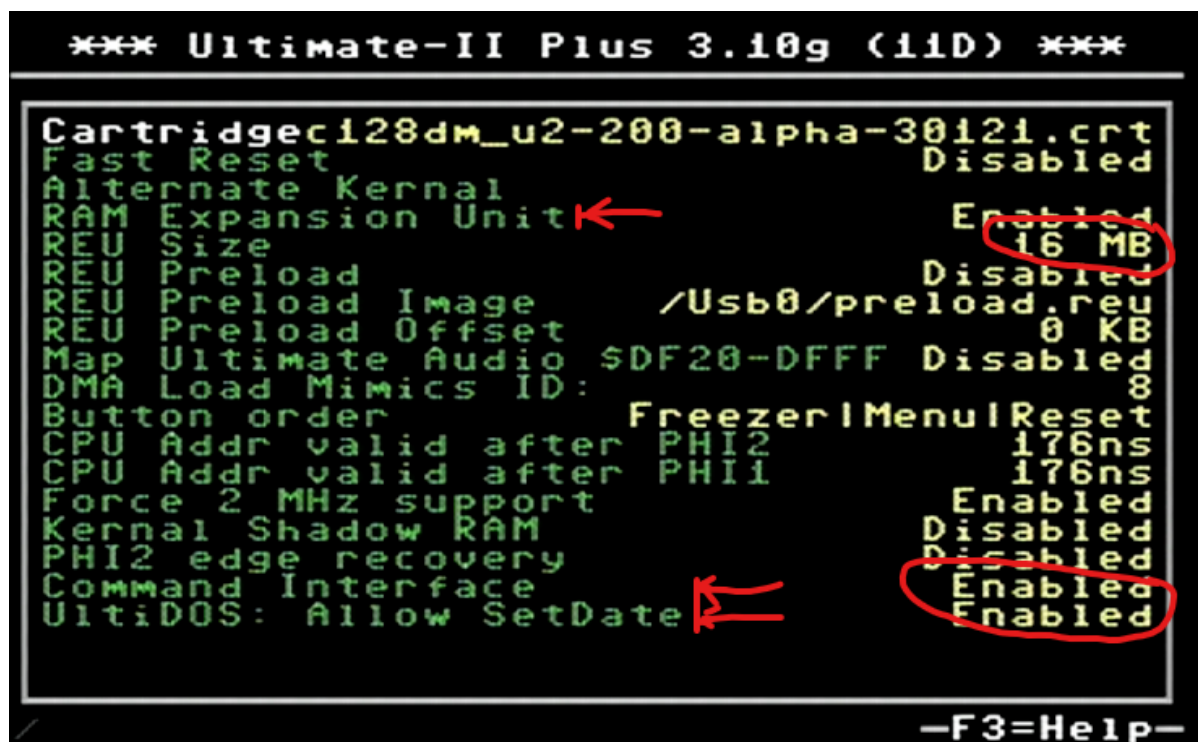 *** Ultimate-II Plus 3.10g (11D) ***
Cartridgec128dm_u2-200-alpha-30121.crt
Fast Reset Disabled
Alternate Kernal
RAM Expansion Unit Enabled
REU Size 16 MB
REU Preload Disabled
REU Preload Image /Usb0/preload.reu
REU Preload Offset 0 KB
Map Ultimate Audio $DF20-DFFF Disabled
DMA Load Mimics ID: 8
Button order Freezer|Menu|Reset
CPU Addr valid after PHI2 176ns
CPU Addr valid after PHI1 176ns
Force 2 MHz support Enabled
Kernal Shadow RAM Disabled
PHI2 edge recovery Disabled
Command Interface Enabled
UltiDOS: Allow SetDate Enabled
/ —F3=Help—